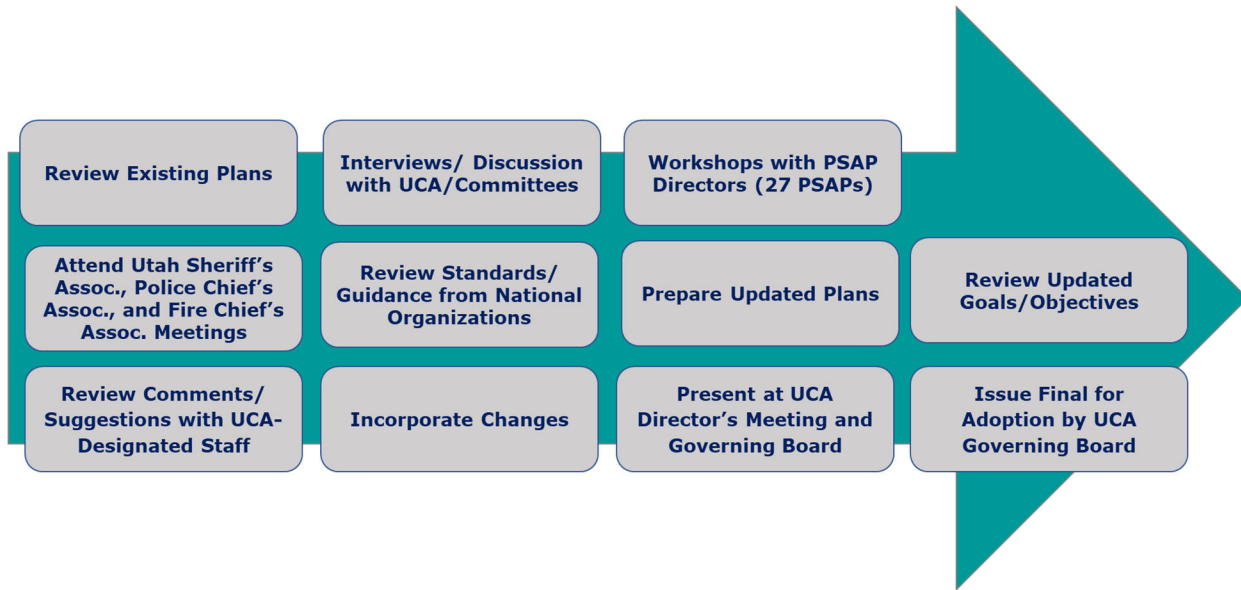 Review Existing Plans
Interviews/ Discussion
with UCA/Committees
Workshops with PSAP
Directors (27 PSAPs)
Attend Utah Sheriff's
Assoc., Police Chief's
Assoc., and Fire Chief's
Assoc. Meetings
Review Standards/
Guidance from National
Organizations
Prepare Updated Plans
Review Updated
Goals/Objectives
Review Comments/
Suggestions with UCA-
Designated Staff
Incorporate Changes
Present at UCA
Director's Meeting and
Governing Board
Issue Final for
Adoption by UCA
Governing Board